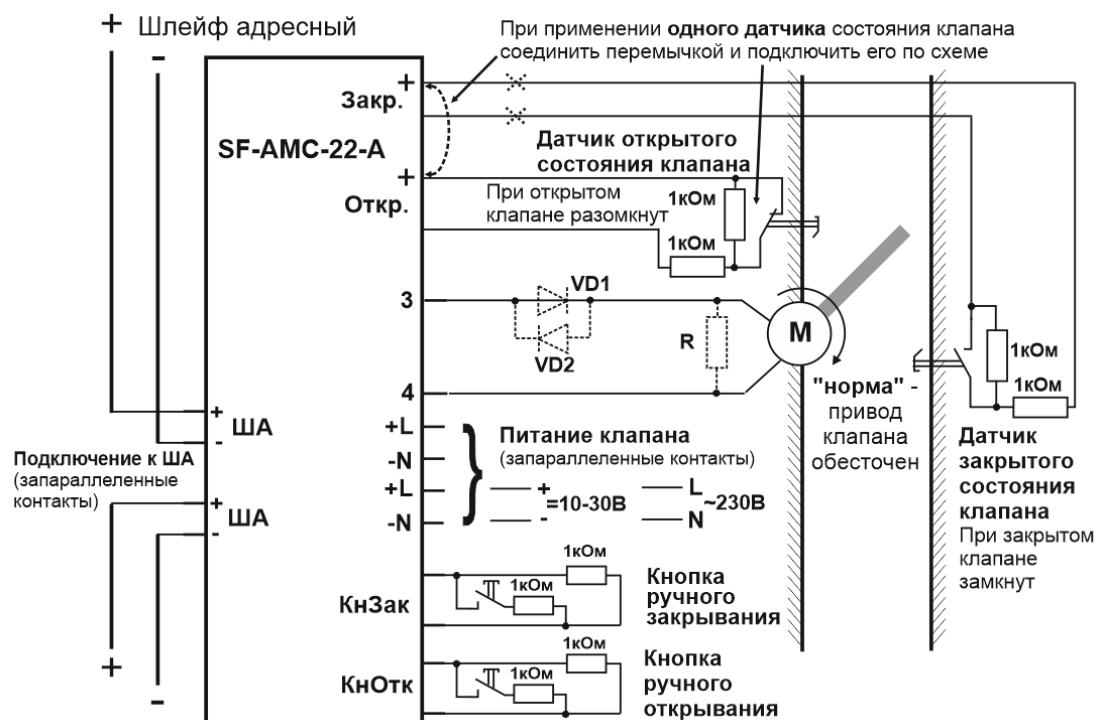 + Шлейф адресный
-
При применении одного датчика состояния клапана
соединить перемычкой и подключить его по схеме
+
Закр.
SF-AMC-22-A
Датчик открытого
состояния клапана
+
Откр.
При открытом
клапане разомкнут
1кОм
1кОм
3
VD1
VD2
R
M
4
"норма" -
привод
клапана
обесточен
1кОм
1кОм
Датчик
закрытого
состояния
клапана
При закрытом
клапане
замкнут
+
ША
-
Подключение к ША
(запараллеленные
контакты)
+
ША
-
+L
-N
+L
-N
}
Питание клапана
(запараллеленные контакты)
+
=10-30В
-
L
~230В
N
КнЗак
1кОм
1кОм
Кнопка
ручного
закрывания
КнОтк
1кОм
1кОм
Кнопка
ручного
открывания
+
-